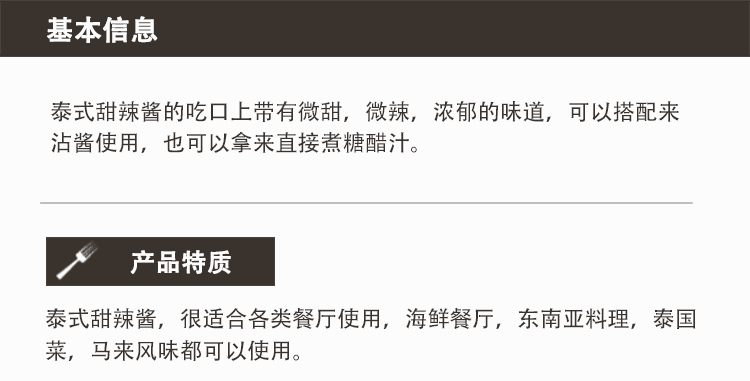 基本信息
泰式甜辣酱的吃口上带有微甜，微辣，浓郁的味道，可以搭配来
沾酱使用，也可以拿来直接煮糖醋汁。
产品特质
泰式甜辣酱，很适合各类餐厅使用，海鲜餐厅，东南亚料理，泰国
菜，马来风味都可以使用。